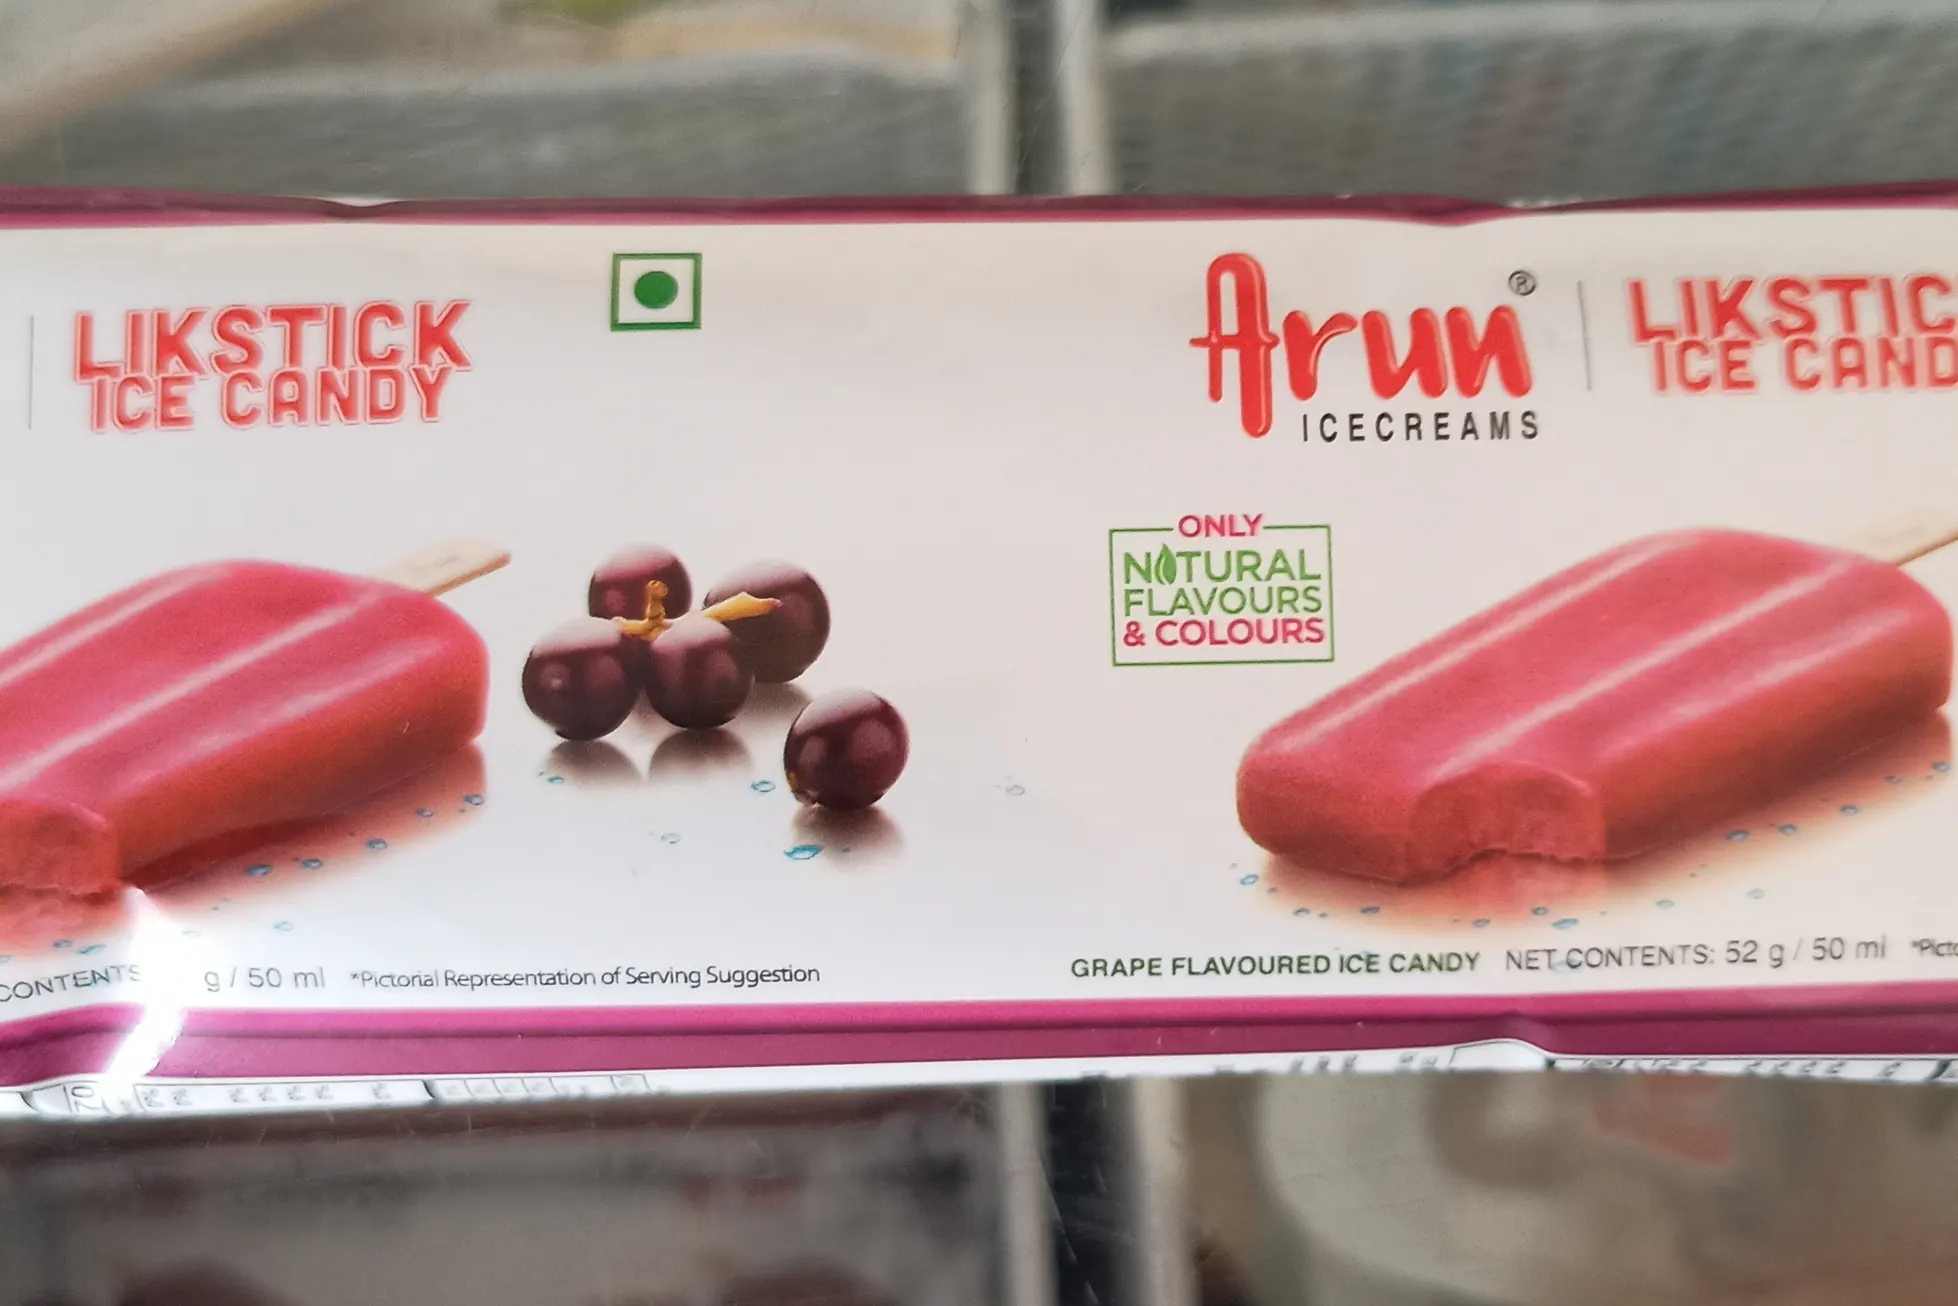 LIKSTICK
ICE CANDY
CONTENTS
g / 50 ml *Pictorial Representation of Serving Suggestion
Arun®
ICECREAMS
LIKSTIC
ICE CAND
ONLY
NATURAL
FLAVOURS
& COLOURS
GRAPE FLAVOURED ICE CANDY NET CONTENTS: 52 g / 50 ml *Picto